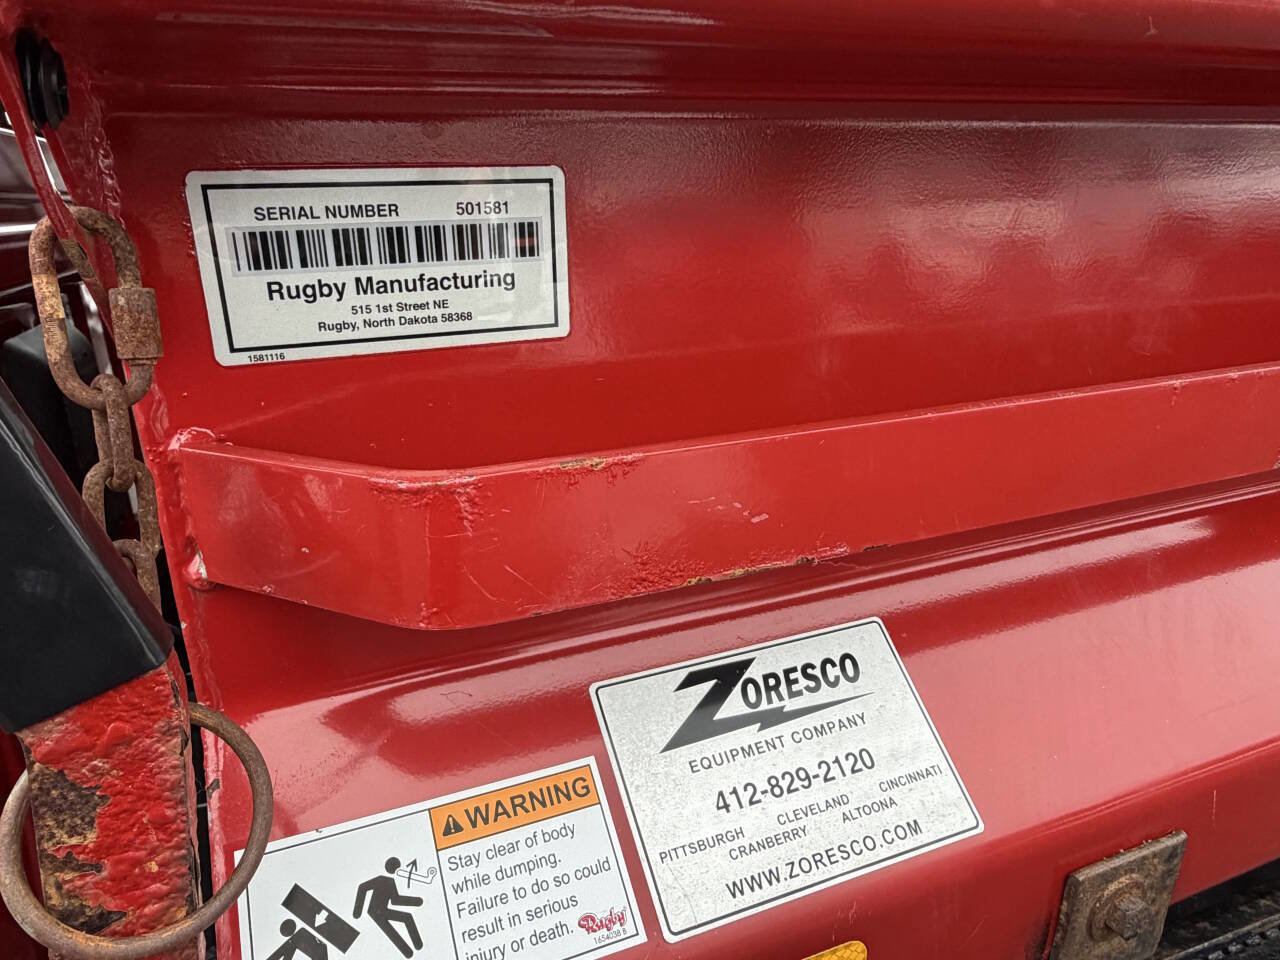 SERIAL NUMBER 501581
Rugby Manufacturing
515 1st Street NE
Rugby, North Dakota 58368
1581116
ZORESCO
EQUIPMENT COMPANY
412-829-2120
PITTSBURGH CLEVELAND CINCINNATI
CRANBERRY ALTOONA
WWW.ZORESCO.COM
WARNING
Stay clear of body
while dumping.
Failure to do so could
result in serious
injury or death.
Rugby
1654038 B